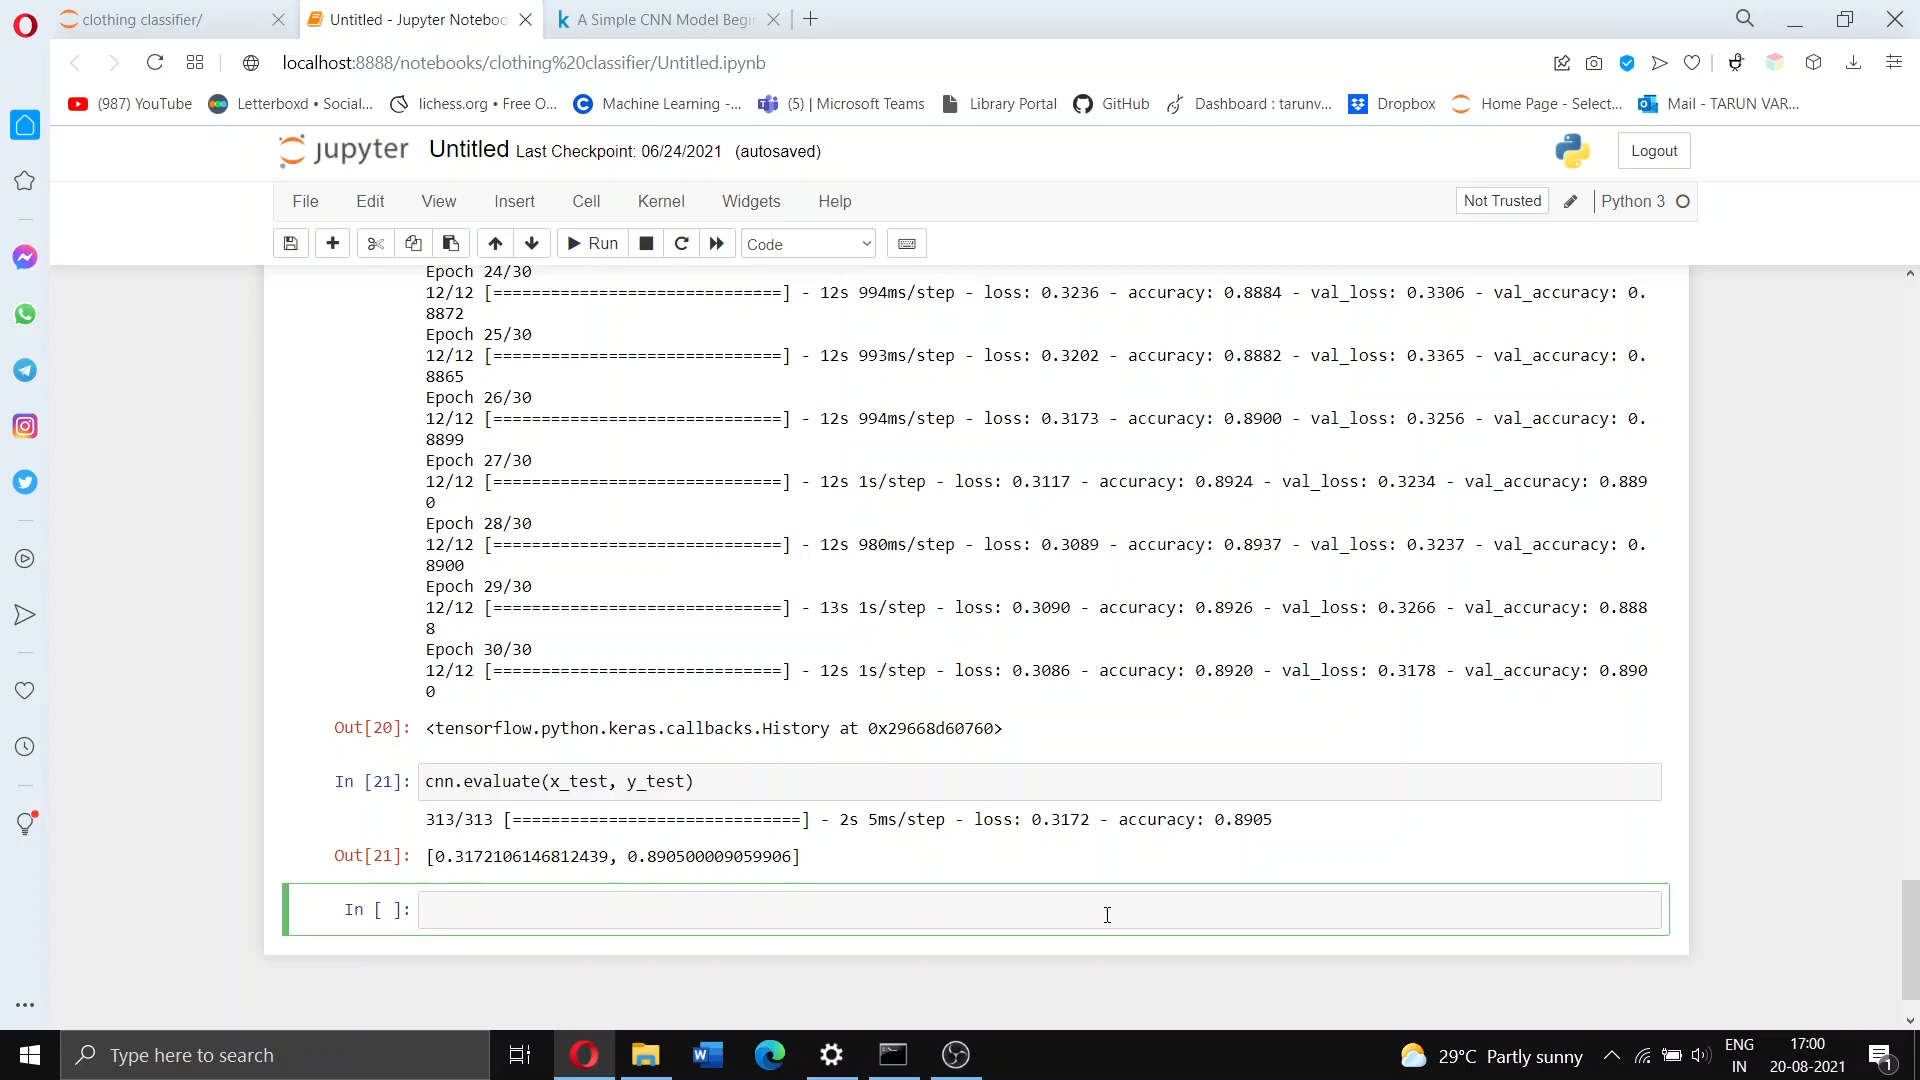 clothing classifier/
Untitled - Jupyter Noteboo
A Simple CNN Model Begi
localhost:8888/notebooks/clothing%20classifier/Untitled.ipynb
(987) YouTube
Letterboxd • Social...
lichess.org • Free O...
Machine Learning -...
(5) | Microsoft Teams
Library Portal
GitHub
Dashboard : tarunv...
Dropbox
Home Page - Select...
Mail - TARUN VAR...
jupyter Untitled Last Checkpoint: 06/24/2021 (autosaved)
Logout
File Edit View Insert Cell Kernel Widgets Help
Not Trusted
Python 3
Run
Code
Epoch 24/30
12/12 [==============================] - 12s 994ms/step - loss: 0.3236 - accuracy: 0.8884 - val_loss: 0.3306 - val_accuracy: 0.
8872
Epoch 25/30
12/12 [==============================] - 12s 993ms/step - loss: 0.3202 - accuracy: 0.8882 - val_loss: 0.3365 - val_accuracy: 0.
8865
Epoch 26/30
12/12 [==============================] - 12s 994ms/step - loss: 0.3173 - accuracy: 0.8900 - val_loss: 0.3256 - val_accuracy: 0.
8899
Epoch 27/30
12/12 [==============================] - 12s 1s/step - loss: 0.3117 - accuracy: 0.8924 - val_loss: 0.3234 - val_accuracy: 0.889
0
Epoch 28/30
12/12 [==============================] - 12s 980ms/step - loss: 0.3089 - accuracy: 0.8937 - val_loss: 0.3237 - val_accuracy: 0.
8900
Epoch 29/30
12/12 [==============================] - 13s 1s/step - loss: 0.3090 - accuracy: 0.8926 - val_loss: 0.3266 - val_accuracy: 0.888
8
Epoch 30/30
12/12 [==============================] - 12s 1s/step - loss: 0.3086 - accuracy: 0.8920 - val_loss: 0.3178 - val_accuracy: 0.890
0
Out[20]: <tensorflow.python.keras.callbacks.History at 0x29668d60760>
In [21]: cnn.evaluate(x_test, y_test)
313/313 [==============================] - 2s 5ms/step - loss: 0.3172 - accuracy: 0.8905
Out[21]: [0.3172106146812439, 0.890500009059906]
In [ ]:
Type here to search
29°C Partly sunny
ENG
IN
17:00
20-08-2021
1